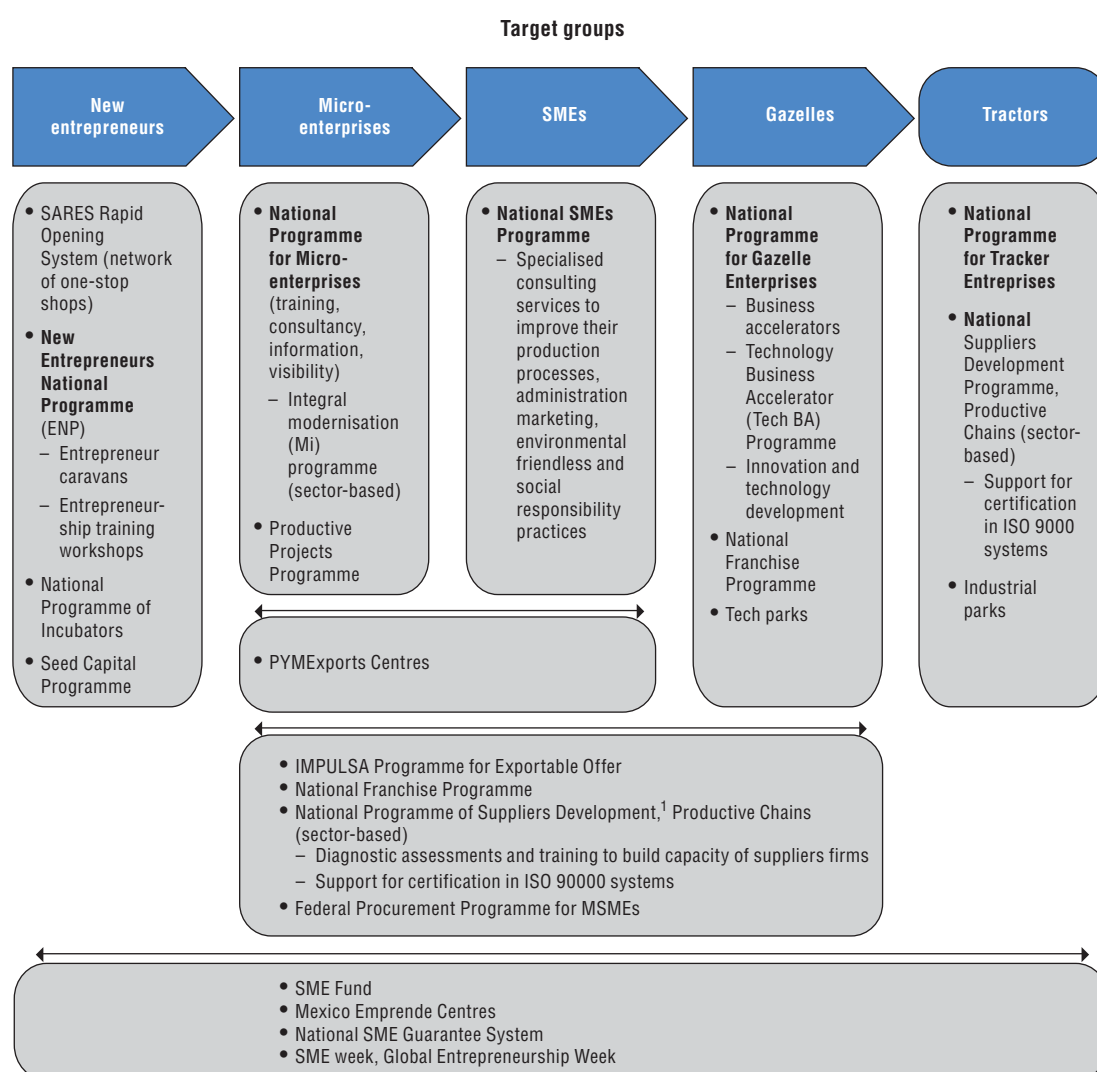 Target groups
New
entrepreneurs
Micro-
enterprises
SMEs
Gazelles
Tractors
• SARES Rapid
Opening
System (network
of one-stop
shops)
• New
Entrepreneurs
National
Programme
(ENP)
– Entrepreneur
caravans
– Entrepreneur-
ship training
workshops
• National
Programme of
Incubators
• Seed Capital
Programme
• National
Programme
for Micro-
enterprises
(training,
consultancy,
information,
visibility)
– Integral
modernisation
(Mi)
programme
(sector-based)
• Productive
Projects
Programme
• National SMEs
Programme
– Specialised
consulting
services to
improve their
production
processes,
administration
marketing,
environmental
friendless and
social
responsibility
practices
• National
Programme
for Gazelle
Enterprises
– Business
accelerators
– Technology
Business
Accelerator
(Tech BA)
Programme
– Innovation and
technology
development
• National
Franchise
Programme
• Tech parks
• National
Programme
for Tracker
Entreprises
• National
Suppliers
Development
Programme,
Productive
Chains (sector-
based)
– Support for
certification
in ISO 9000
systems
• Industrial
parks
• PYMExports Centres
• IMPULSA Programme for Exportable Offer
• National Franchise Programme
• National Programme of Suppliers Development,1 Productive Chains
(sector-based)
– Diagnostic assessments and training to build capacity of suppliers firms
– Support for certification in ISO 90000 systems
• Federal Procurement Programme for MSMEs
• SME Fund
• Mexico Emprende Centres
• National SME Guarantee System
• SME week, Global Entrepreneurship Week